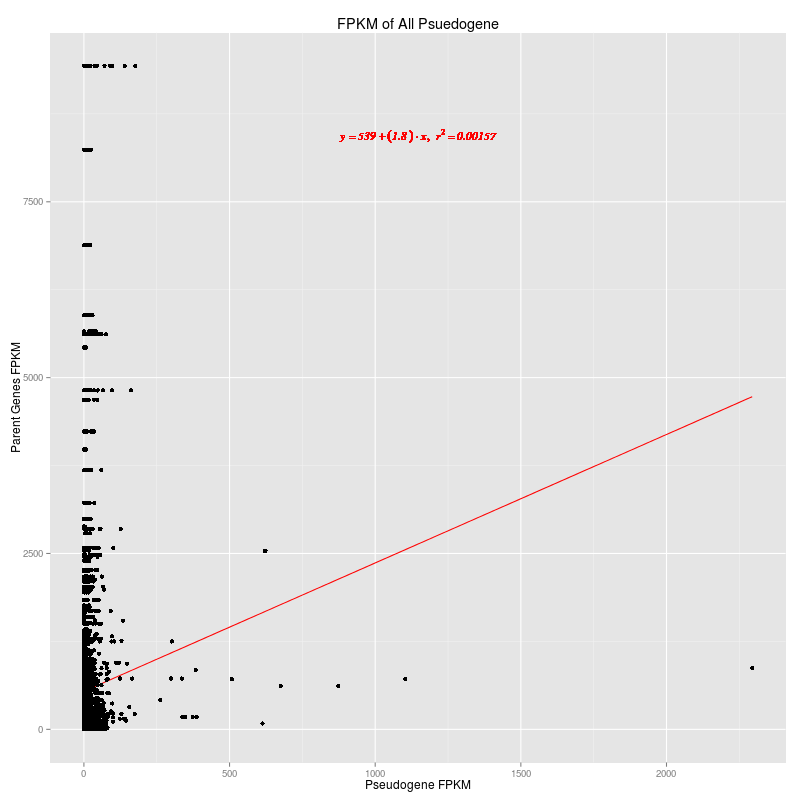 FPKM of All Psuedogene
y = 539 + (1.8) · x, r² = 0.00157
Parent Genes FPKM
7500
5000
2500
0
0 500 1000 1500 2000
Pseudogene FPKM